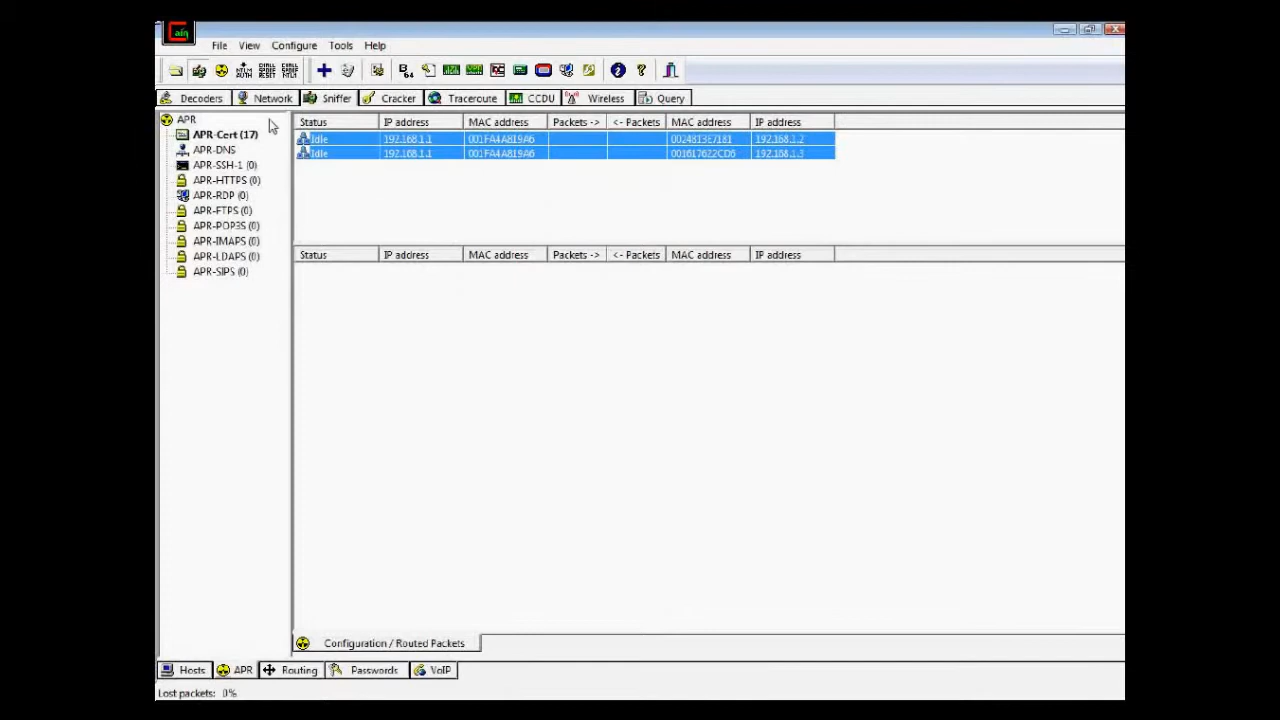 Cain
File View Configure Tools Help
Decoders Network Sniffer Cracker Traceroute CCDU Wireless Query
APR
APR-Cert (17)
APR-DNS
APR-SSH-1 (0)
APR-HTTPS (0)
APR-RDP (0)
APR-FTPS (0)
APR-POP3S (0)
APR-IMAPS (0)
APR-LDAPS (0)
APR-SIPS (0)
Status IP address MAC address Packets -> <- Packets MAC address IP address
Idle 192.168.1.1 001FA4A819A6 0024813E7181 192.168.1.2
Idle 192.168.1.1 001FA4A819A6 001617622CD6 192.168.1.3
Status IP address MAC address Packets -> <- Packets MAC address IP address
Configuration / Routed Packets
Hosts APR Routing Passwords VoIP
Lost packets: 0%